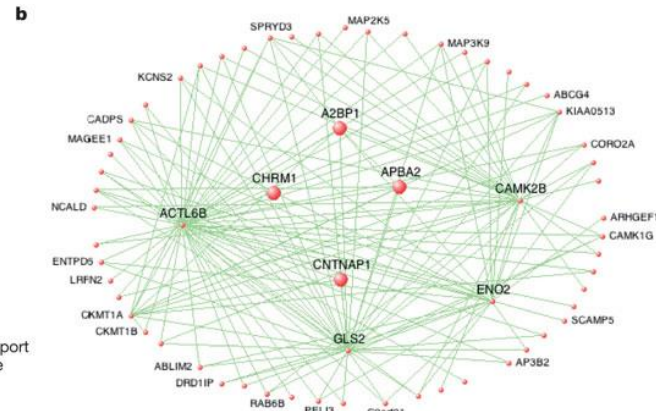 b
SPRYD3
MAP2K5
MAP3K9
KCNS2
ABCG4
A2BP1
KIAA0513
CADPS
MAGEE1
CORO2A
CHRM1
APBA2
CAMK2B
NCALD
ACTL6B
ARHGEF
CAMK1G
ENTPD5
CNTNAP1
LRFN2
ENO2
CKMT1A
SCAMP5
CKMT1B
GLS2
port
AP3B2
ABLIM2
DRD1IP
RAB6B